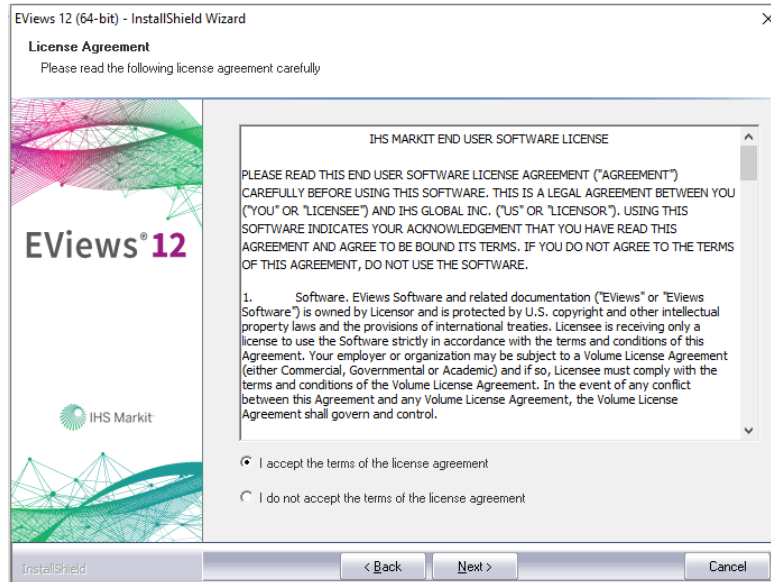 EViews 12 (64-bit) - InstallShield Wizard
License Agreement
Please read the following license agreement carefully
EViews® 12
IHS Markit
IHS MARKIT END USER SOFTWARE LICENSE
PLEASE READ THIS END USER SOFTWARE LICENSE AGREEMENT ("AGREEMENT")
CAREFULLY BEFORE USING THIS SOFTWARE. THIS IS A LEGAL AGREEMENT BETWEEN YOU
("YOU" OR "LICENSEE") AND IHS GLOBAL INC. ("US" OR "LICENSOR"). USING THIS
SOFTWARE INDICATES YOUR ACKNOWLEDGEMENT THAT YOU HAVE READ THIS
AGREEMENT AND AGREE TO BE BOUND ITS TERMS. IF YOU DO NOT AGREE TO THE TERMS
OF THIS AGREEMENT, DO NOT USE THE SOFTWARE.
1. Software. EViews Software and related documentation ("EViews" or "EViews
Software") is owned by Licensor and is protected by U.S. copyright and other intellectual
property laws and the provisions of international treaties. Licensee is receiving only a
license to use the Software strictly in accordance with the terms and conditions of this
Agreement. Your employer or organization may be subject to a Volume License Agreement
(either Commercial, Governmental or Academic) and if so, Licensee must comply with the
terms and conditions of the Volume License Agreement. In the event of any conflict
between this Agreement and any Volume License Agreement, the Volume License
Agreement shall govern and control.
I accept the terms of the license agreement
I do not accept the terms of the license agreement
InstallShield
< Back
Next >
Cancel